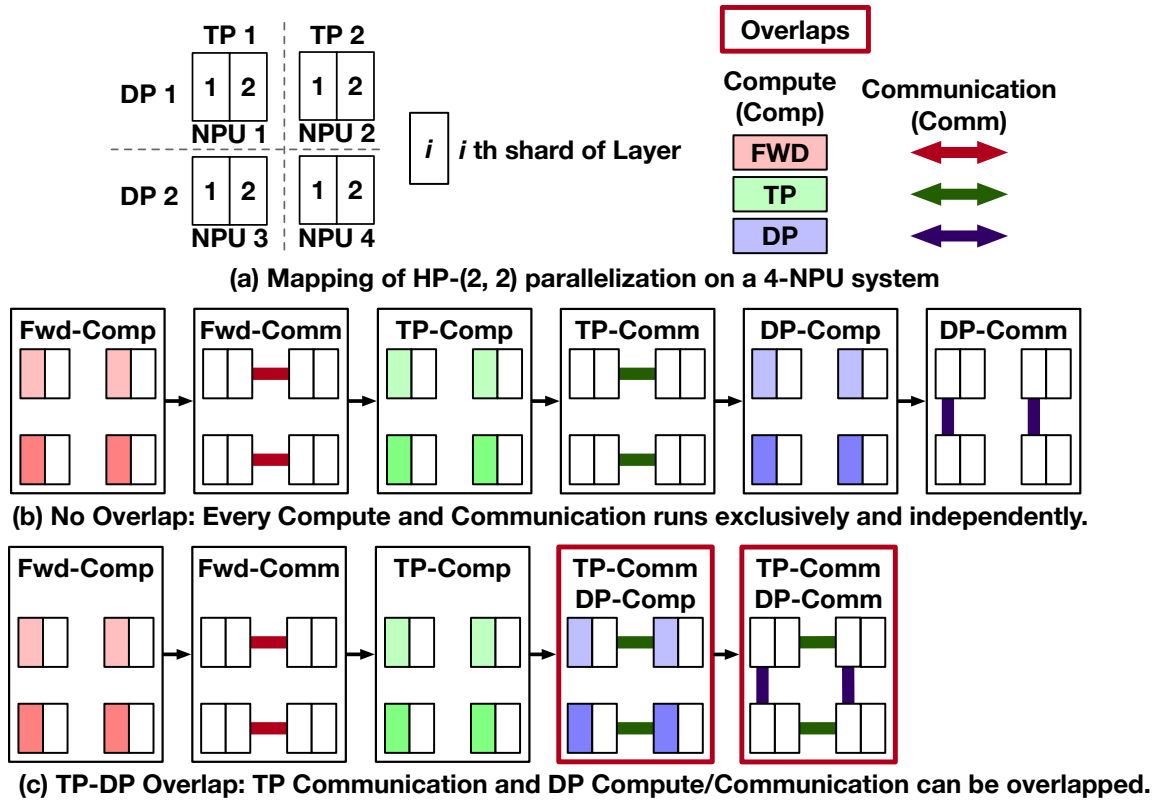 TP 1
TP 2
DP 1
1 2
1 2
NPU 1
NPU 2
DP 2
1 2
1 2
NPU 3
NPU 4
i
i th shard of Layer
Overlaps
Compute
(Comp)
Communication
(Comm)
FWD
TP
DP
(a) Mapping of HP-(2, 2) parallelization on a 4-NPU system
Fwd-Comp
Fwd-Comm
TP-Comp
TP-Comm
DP-Comp
DP-Comm
(b) No Overlap: Every Compute and Communication runs exclusively and independently.
Fwd-Comp
Fwd-Comm
TP-Comp
TP-Comm
DP-Comp
TP-Comm
DP-Comm
(c) TP-DP Overlap: TP Communication and DP Compute/Communication can be overlapped.